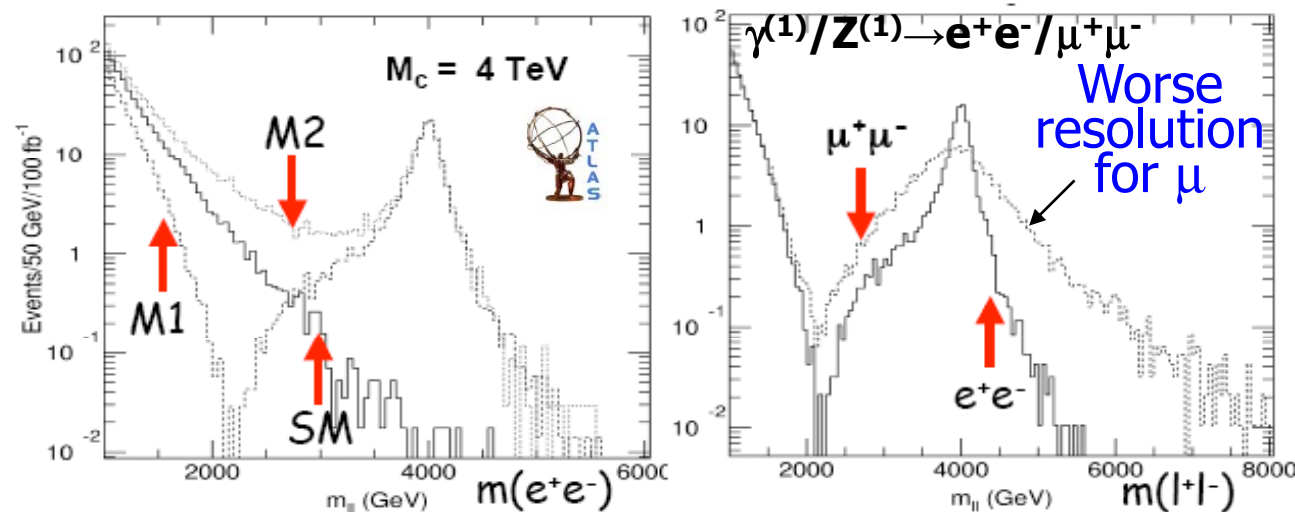 M_c = 4 TeV
ATLAS
M2
M1
SM
Events/50 GeV/100 fb⁻¹
10²
10
1
10⁻¹
10⁻²
2000
4000
6000
m_ll (GeV)
m(e⁺e⁻)
γ⁽¹⁾/Z⁽¹⁾→e⁺e⁻/μ⁺μ⁻
Worse
resolution
for μ
μ⁺μ⁻
e⁺e⁻
10²
10
1
10⁻¹
10⁻²
2000
4000
6000
8000
m_ll (GeV)
m(l⁺l⁻)